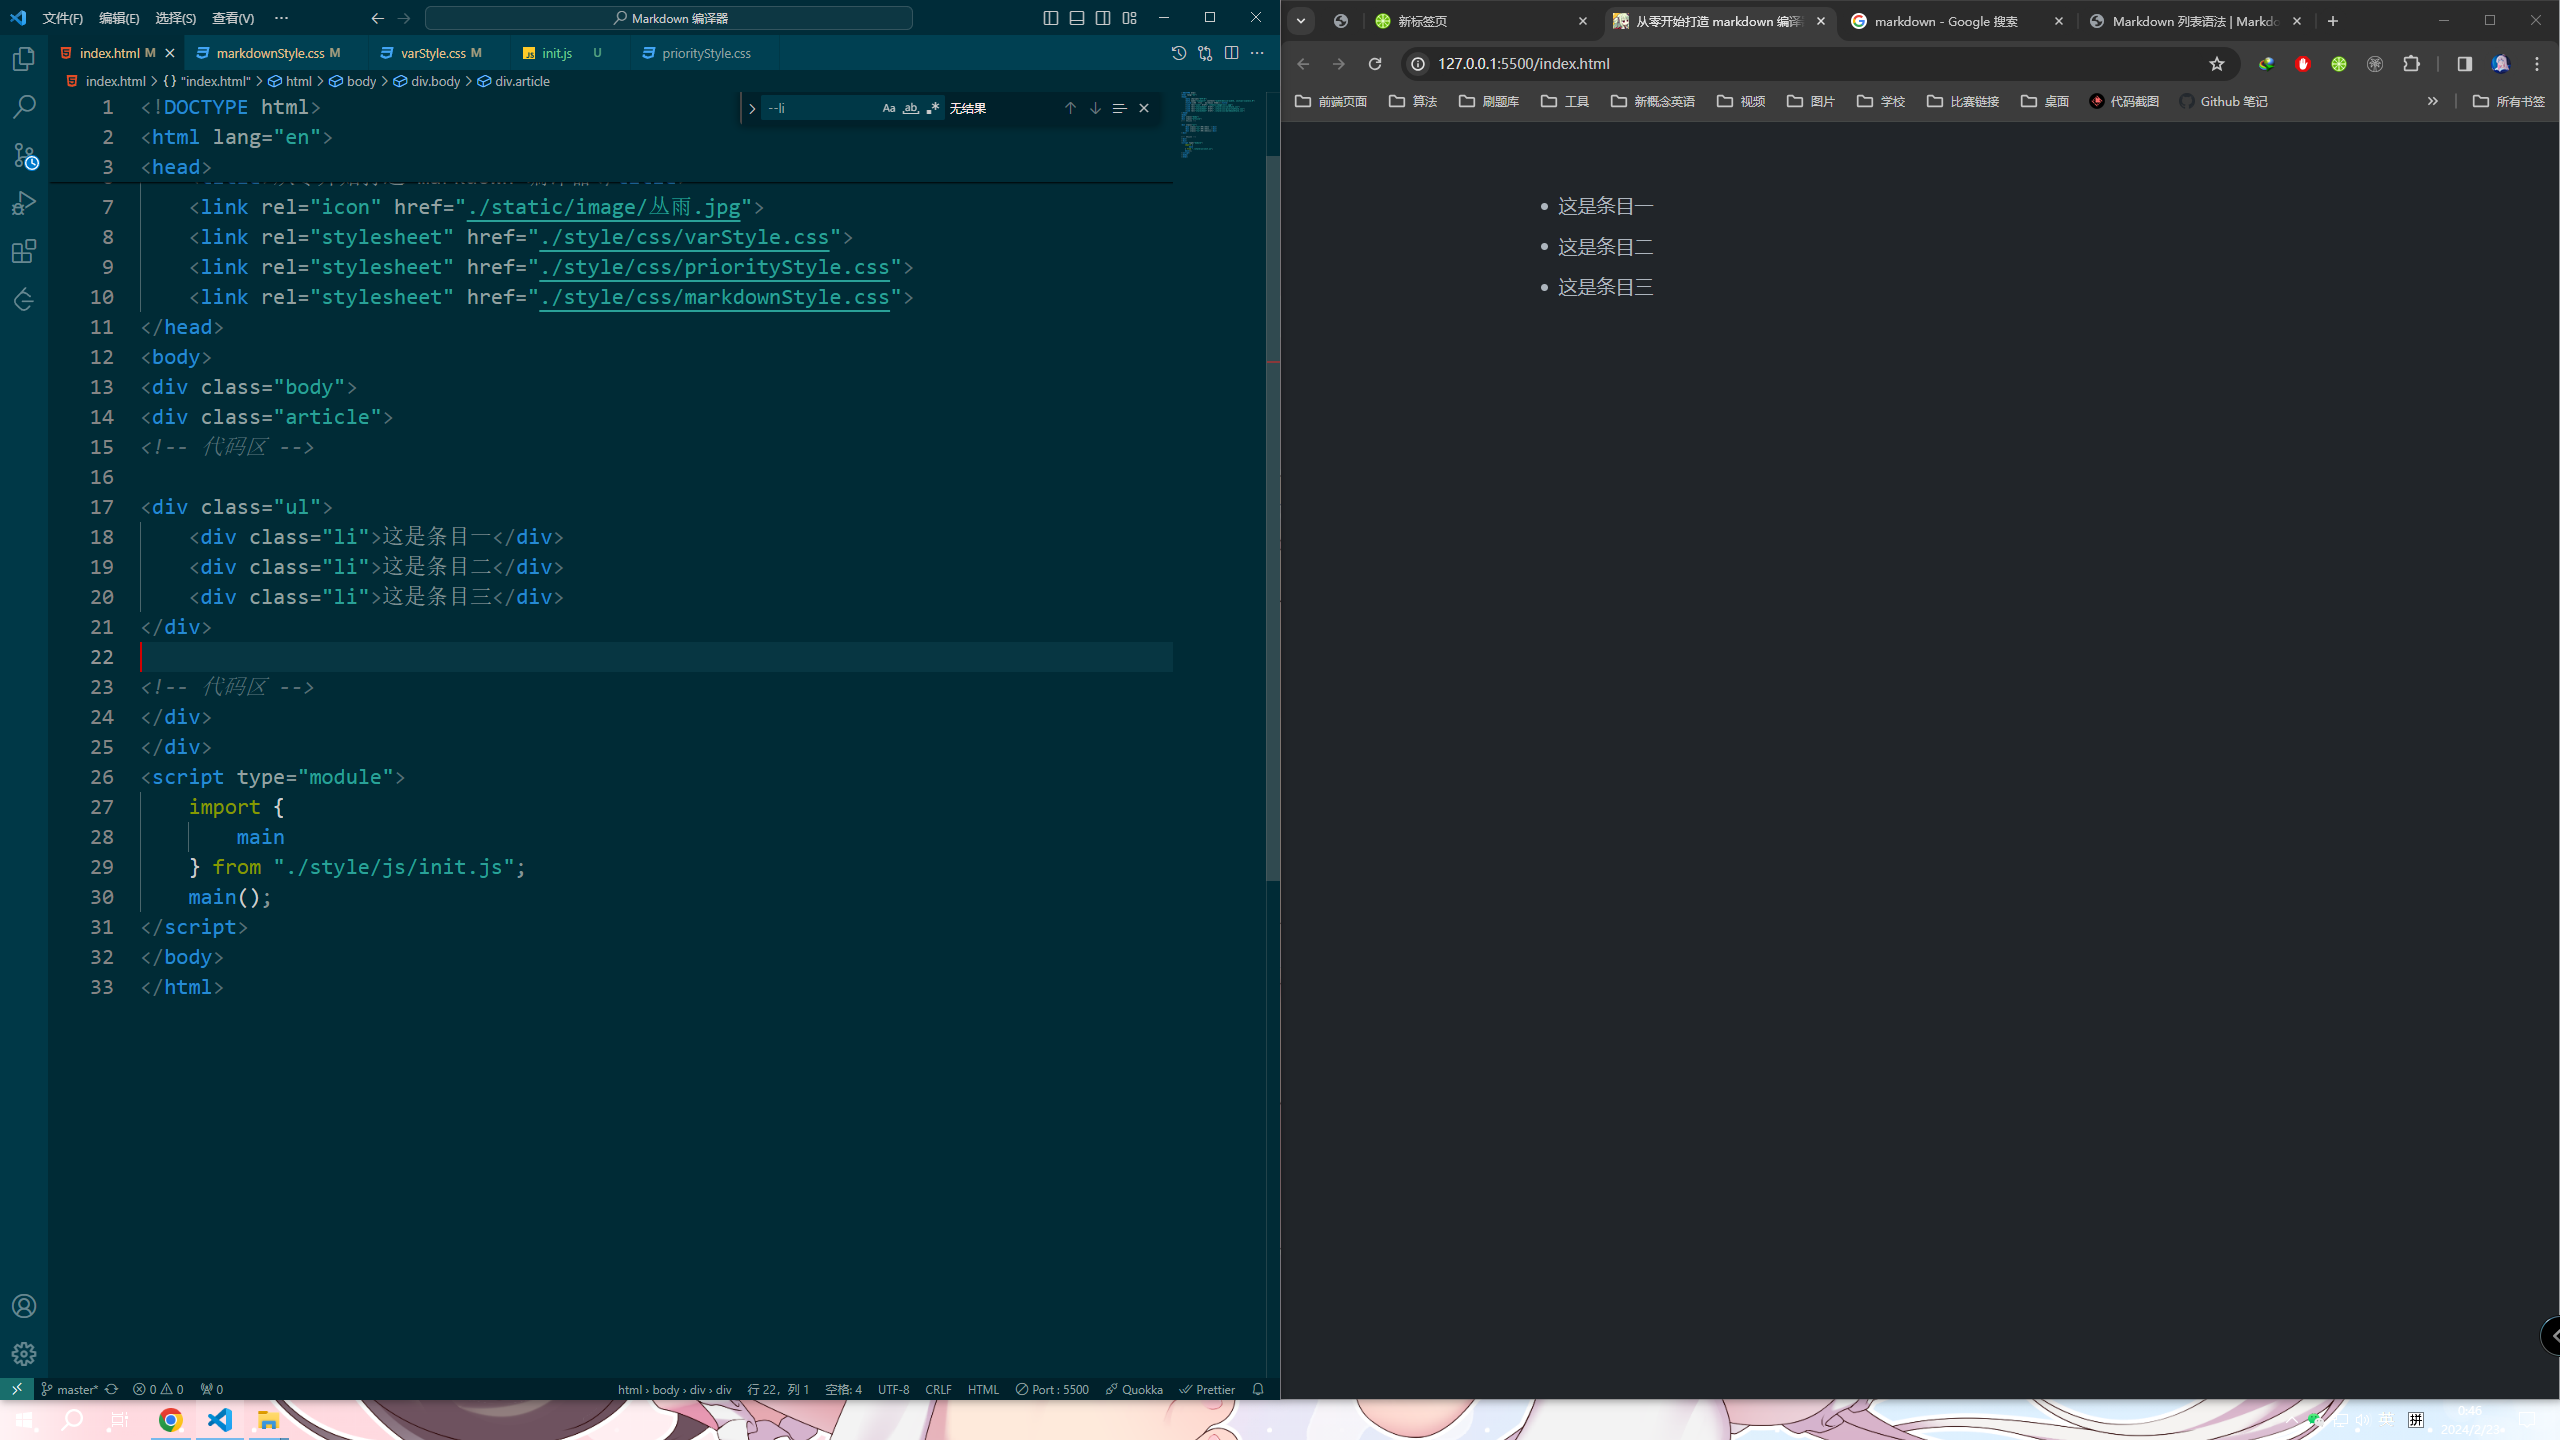 文件(F) 编辑(E) 选择(S) 查看(V) ··· Markdown 编译器
index.html M markdownStyle.css M varStyle.css M init.js U priorityStyle.css
index.html > {} "index.html" > html > body > div.body > div.article
--li Aa ab 无结果
1 <!DOCTYPE html>
2 <html lang="en">
3 <head>
7 <link rel="icon" href="./static/image/丛雨.jpg">
8 <link rel="stylesheet" href="./style/css/varStyle.css">
9 <link rel="stylesheet" href="./style/css/priorityStyle.css">
10 <link rel="stylesheet" href="./style/css/markdownStyle.css">
11 </head>
12 <body>
13 <div class="body">
14 <div class="article">
15 <!-- 代码区 -->
16
17 <div class="ul">
18 <div class="li">这是条目一</div>
19 <div class="li">这是条目二</div>
20 <div class="li">这是条目三</div>
21 </div>
22
23 <!-- 代码区 -->
24 </div>
25 </div>
26 <script type="module">
27 import {
28 main
29 } from "./style/js/init.js";
30 main();
31 </script>
32 </body>
33 </html>
master* 0 0 0 html › body › div › div 行 22，列 1 空格: 4 UTF-8 CRLF HTML Port : 5500 Quokka Prettier
新标签页 从零开始打造 markdown 编译 markdown - Google 搜索 Markdown 列表语法 | Markdo
127.0.0.1:5500/index.html
前端页面 算法 刷题库 工具 新概念英语 视频 图片 学校 比赛链接 桌面 代码截图 Github 笔记 所有书签
• 这是条目一
• 这是条目二
• 这是条目三
英 拼 0:46
2024/2/23